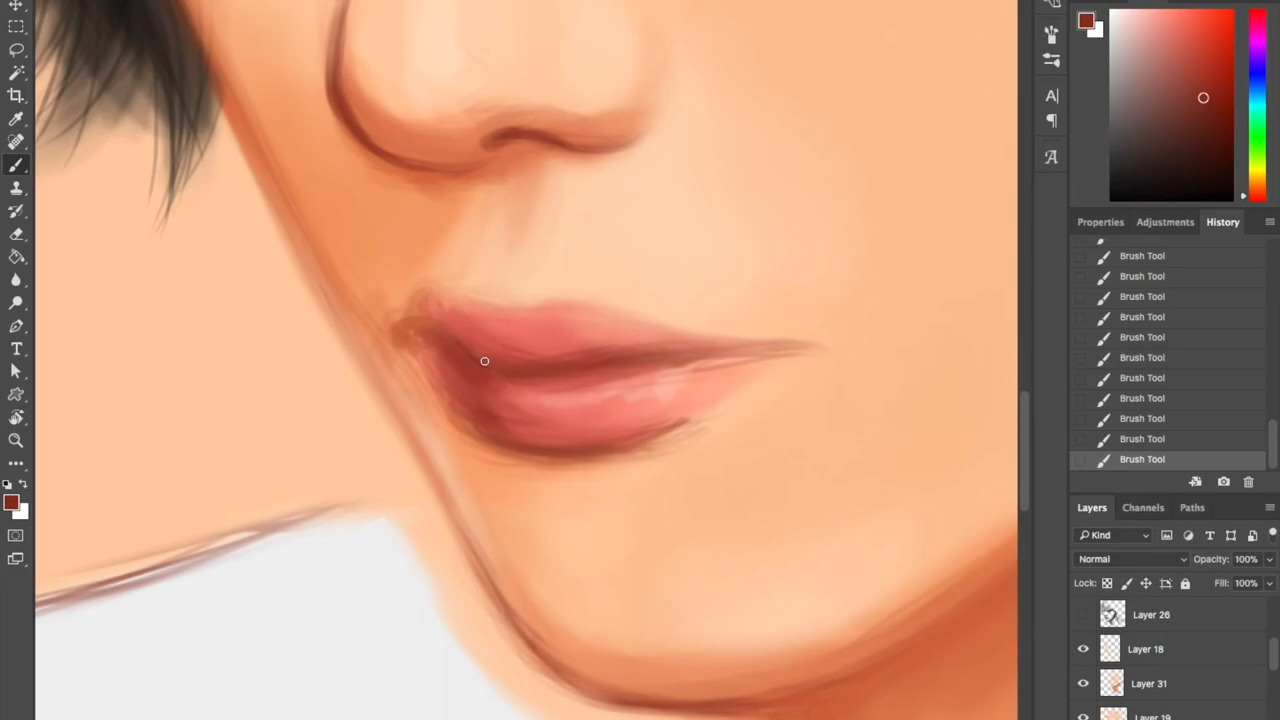 Properties Adjustments History
Brush Tool
Brush Tool
Brush Tool
Brush Tool
Brush Tool
Brush Tool
Brush Tool
Brush Tool
Brush Tool
Brush Tool
Brush Tool
Layers Channels Paths
Kind
Normal Opacity: 100%
Lock: Fill: 100%
Layer 26
Layer 18
Layer 31
Layer 19